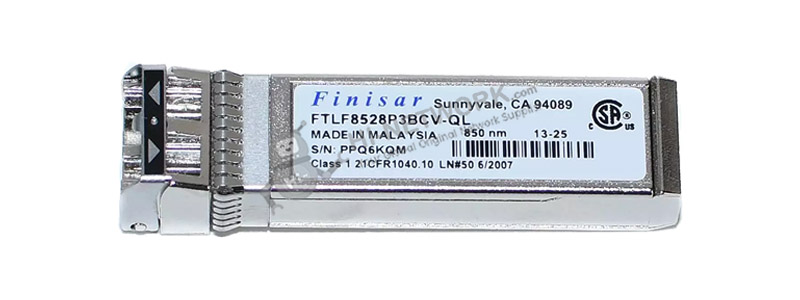 Finisar Sunnyvale, CA 94089
FTLF8528P3BCV-QL
MADE IN MALAYSIA 850 nm 13-25
S/N: PPQ6KQM
Class 1 21CFR1040.10 LN#50 6/2007
C US